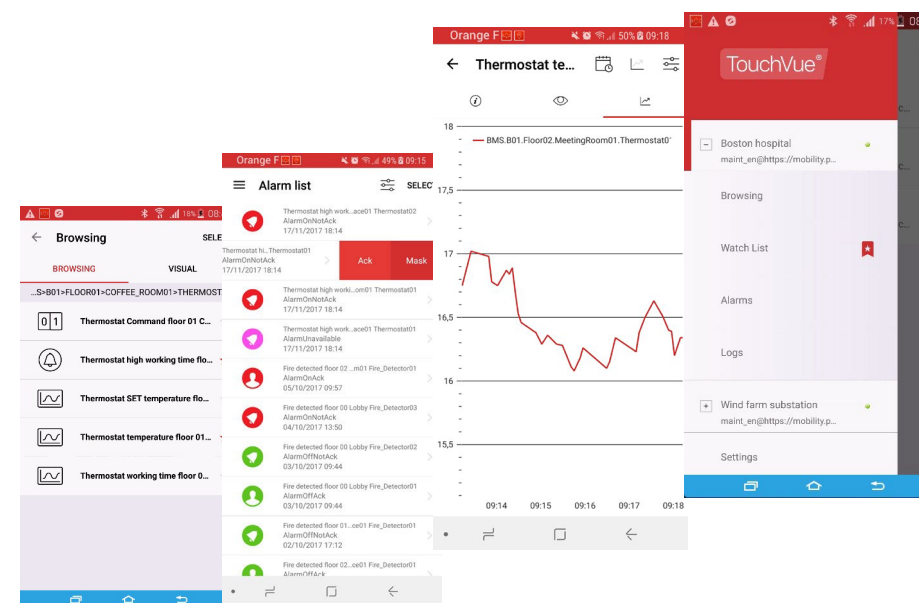 18% 08:
Browsing
SELE
BROWSING
VISUAL
...S>B01>FLOOR01>COFFEE_ROOM01>THERMOST
0 1
Thermostat Command floor 01 C...
Thermostat high working time flo...
Thermostat SET temperature flo...
Thermostat temperature floor 01...
Thermostat working time floor 0...
Orange F
49% 09:15
Alarm list
SELEC
Thermostat high work..ace01 Thermostat02
AlarmOnNotAck
17/11/2017 18:14
Thermostat hi..Thermostat01
AlarmOnNotAck
17/11/2017 18:14
Ack
Mask
Thermostat high worki..om01 Thermostat01
AlarmOnNotAck
17/11/2017 18:14
Thermostat high work..ace01 Thermostat01
AlarmUnavailable
17/11/2017 18:14
Fire detected floor 02 ..m01 Fire_Detector01
AlarmOnAck
05/10/2017 09:57
Fire detected floor 00 Lobby Fire_Detector03
AlarmOnNotAck
04/10/2017 13:50
Fire detected floor 00 Lobby Fire_Detector02
AlarmOffNotAck
03/10/2017 09:44
Fire detected floor 00 Lobby Fire_Detector01
AlarmOffAck
03/10/2017 09:44
Fire detected floor 01...ce01 Fire_Detector01
AlarmOffNotAck
02/10/2017 17:12
Fire detected floor 02...ce01 Fire_Detector01
AlarmOffAck
Orange F
50% 09:18
Thermostat te...
18
BMS.B01.Floor02.MeetingRoom01.Thermostat0
17,5
17
16,5
16
15,5
09:14 09:15 09:16 09:17 09:18
17% 08
TouchVue®
Boston hospital
maint_en@https://mobility.p...
Browsing
Watch List
Alarms
Logs
Wind farm substation
maint_en@https://mobility.p...
Settings
c...
c...